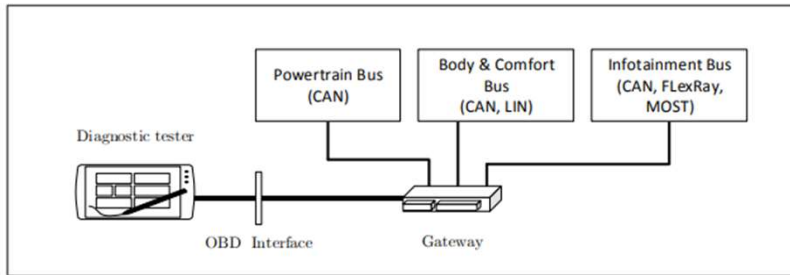 Powertrain Bus
(CAN)
Body & Comfort
Bus
(CAN, LIN)
Infotainment Bus
(CAN, FLexRay,
MOST)
Diagnostic tester
OBD Interface
Gateway